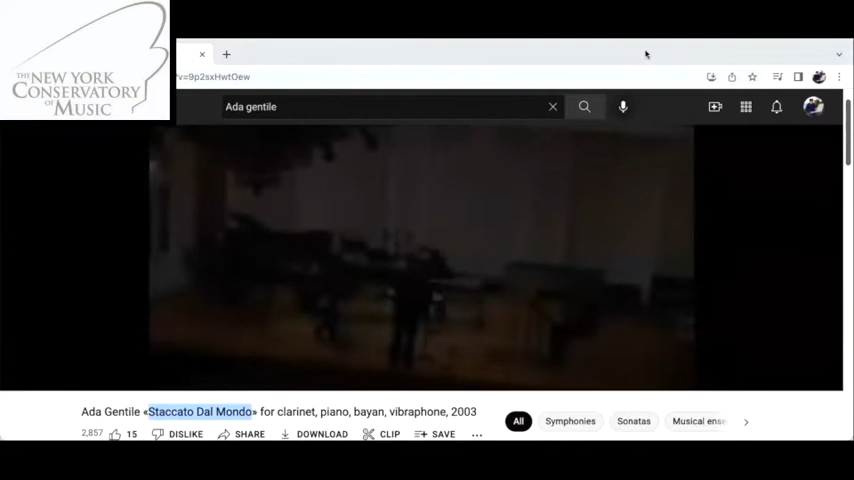 THE NEW YORK
CONSERVATORY
OF MUSIC
?v=9p2sxHwtOew
Ada gentile
Ada Gentile «Staccato Dal Mondo» for clarinet, piano, bayan, vibraphone, 2003
All Symphonies Sonatas Musical ense
2,857 15 DISLIKE SHARE DOWNLOAD CLIP SAVE